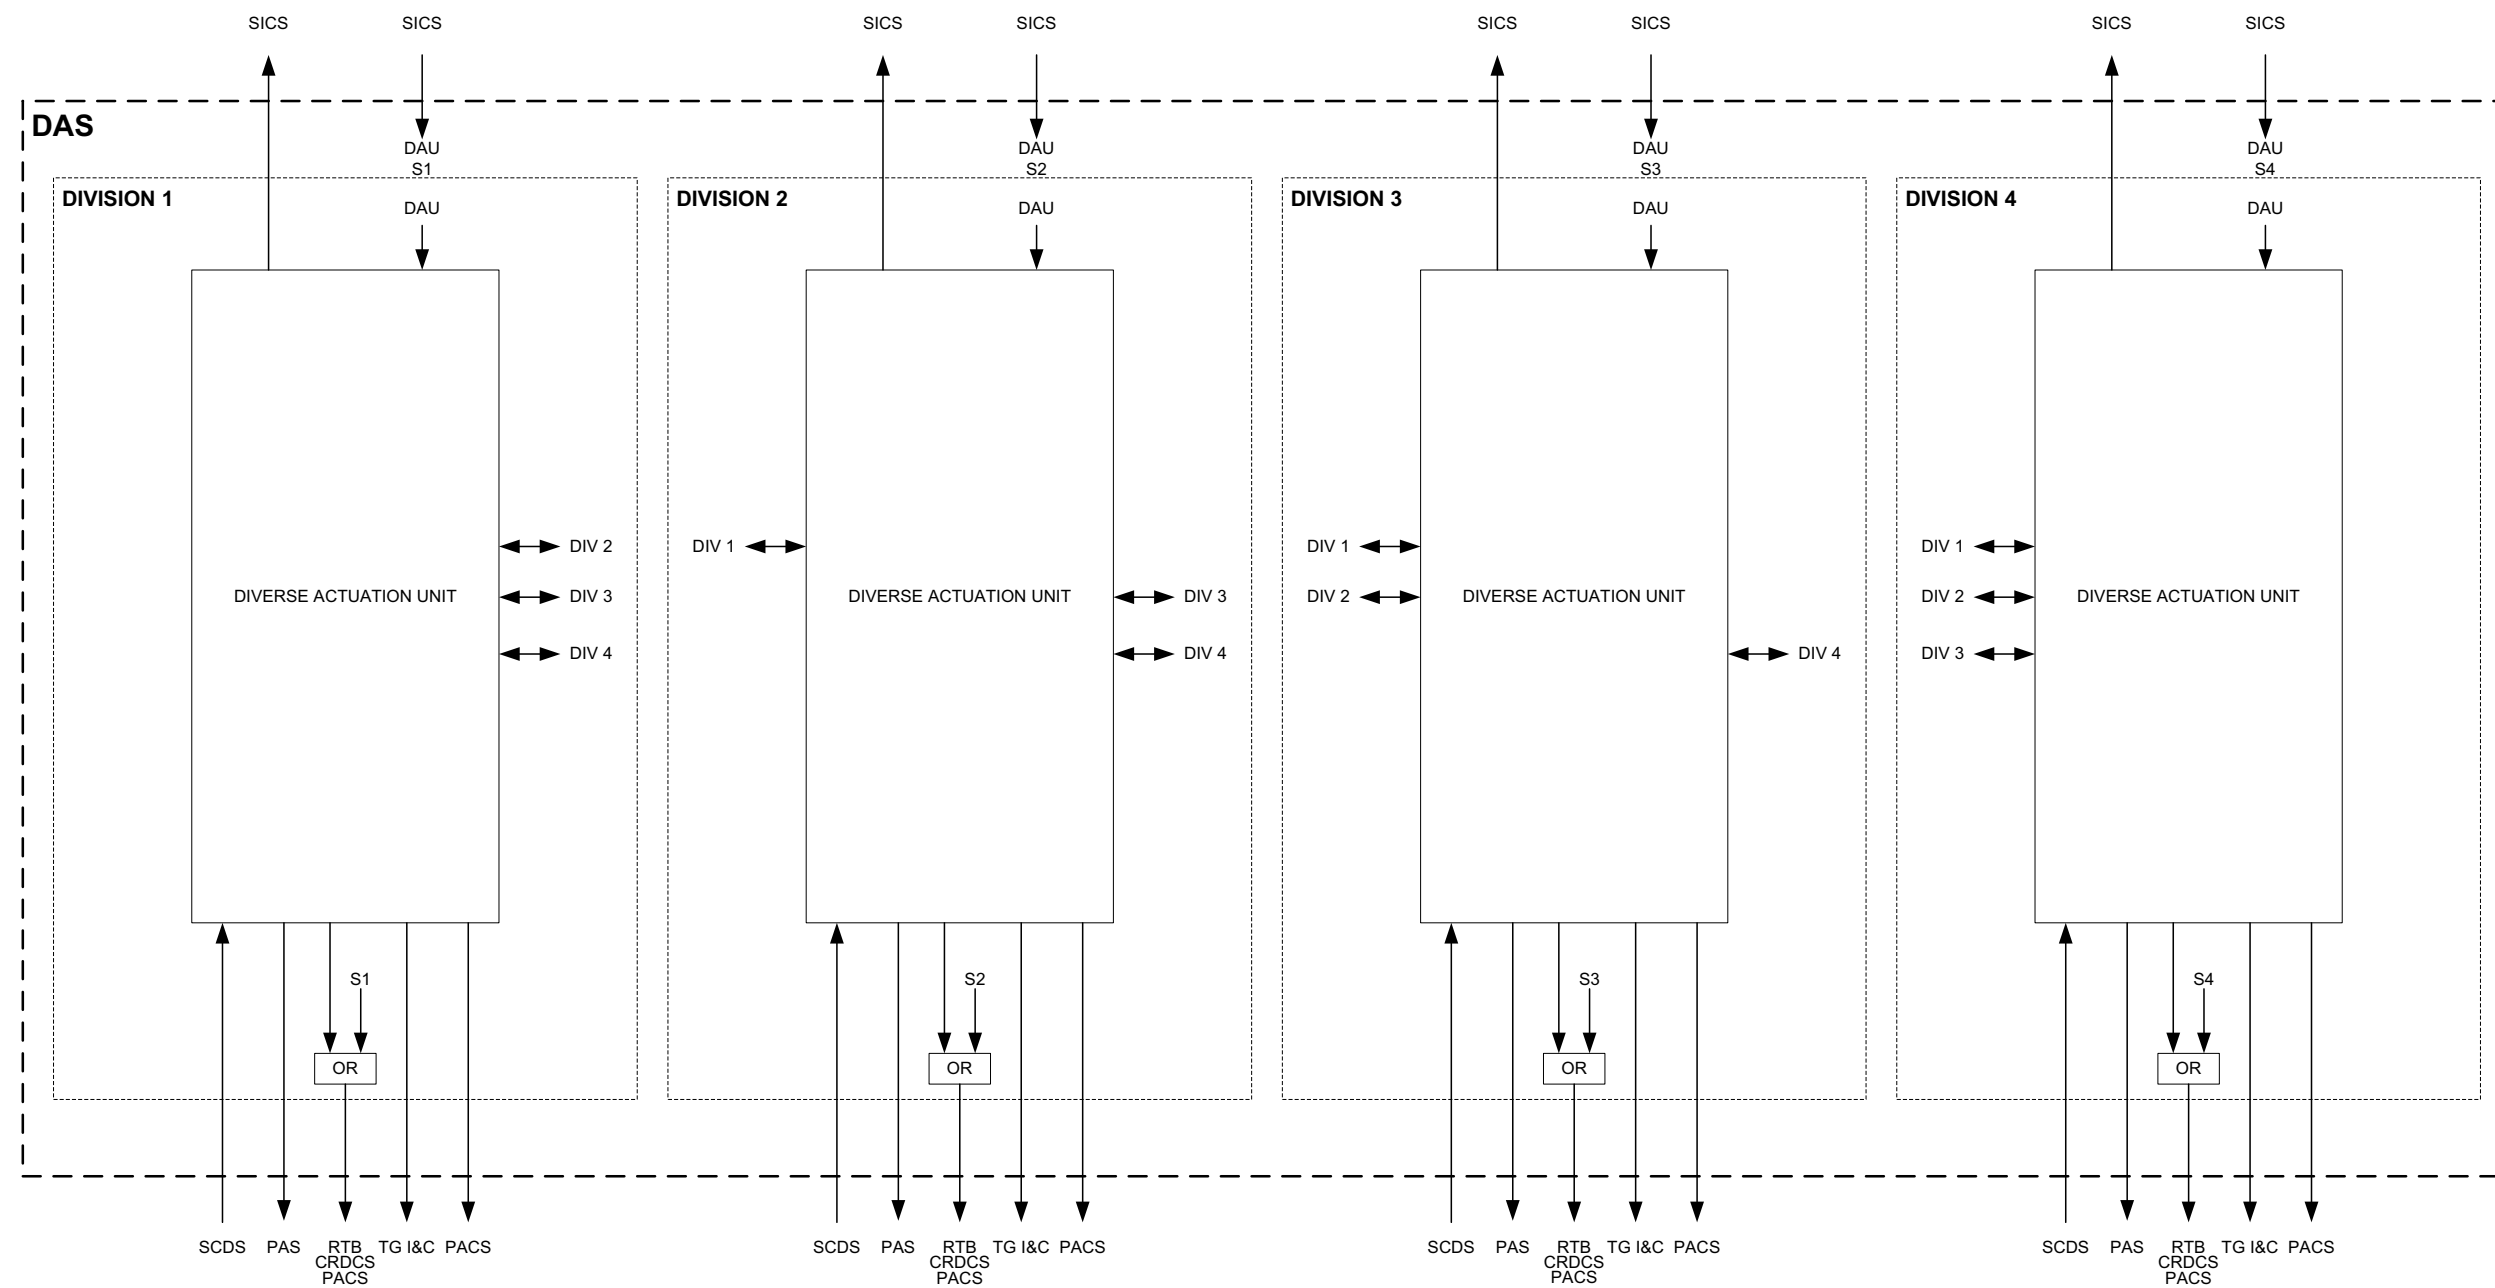 SICS SICS SICS SICS SICS SICS SICS SICS
DAS
DAU DAU DAU DAU
S1 S2 S3 S4
DIVISION 1 DIVISION 2 DIVISION 3 DIVISION 4
DAU DAU DAU DAU
DIV 2 DIV 1 DIV 1 DIV 1
DIVERSE ACTUATION UNIT DIV 3 DIVERSE ACTUATION UNIT DIV 3 DIV 2 DIVERSE ACTUATION UNIT DIV 2 DIVERSE ACTUATION UNIT
DIV 4 DIV 4 DIV 4 DIV 3
S1 S2 S3 S4
OR OR OR OR
SCDS PAS RTB TG I&C PACS SCDS PAS RTB TG I&C PACS SCDS PAS RTB TG I&C PACS SCDS PAS RTB TG I&C PACS
CRDCS CRDCS CRDCS CRDCS
PACS PACS PACS PACS